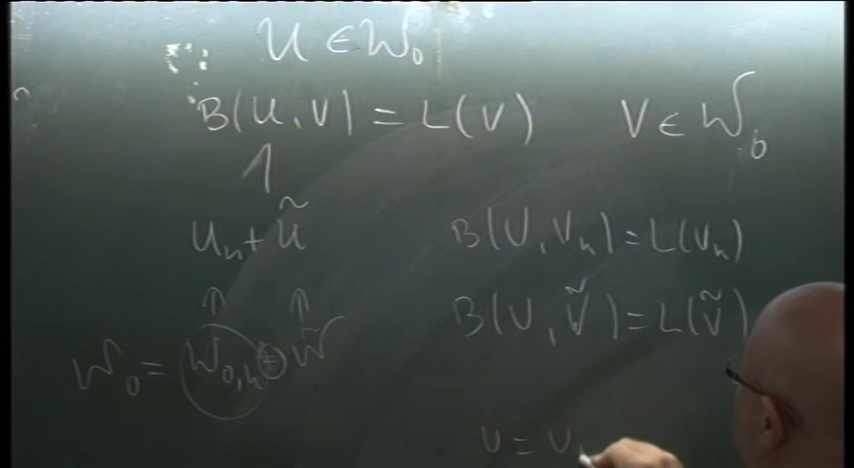 U ∈ W₀
B(U, V) = L(V)    V ∈ W₀
↑
uₕ + ũ    B(U, Vₕ) = L(Vₕ)
⇑ ⇑    B(U, Ṽ) = L(Ṽ)
W₀ = W₀,ₕ ⊕ W̃
U = U